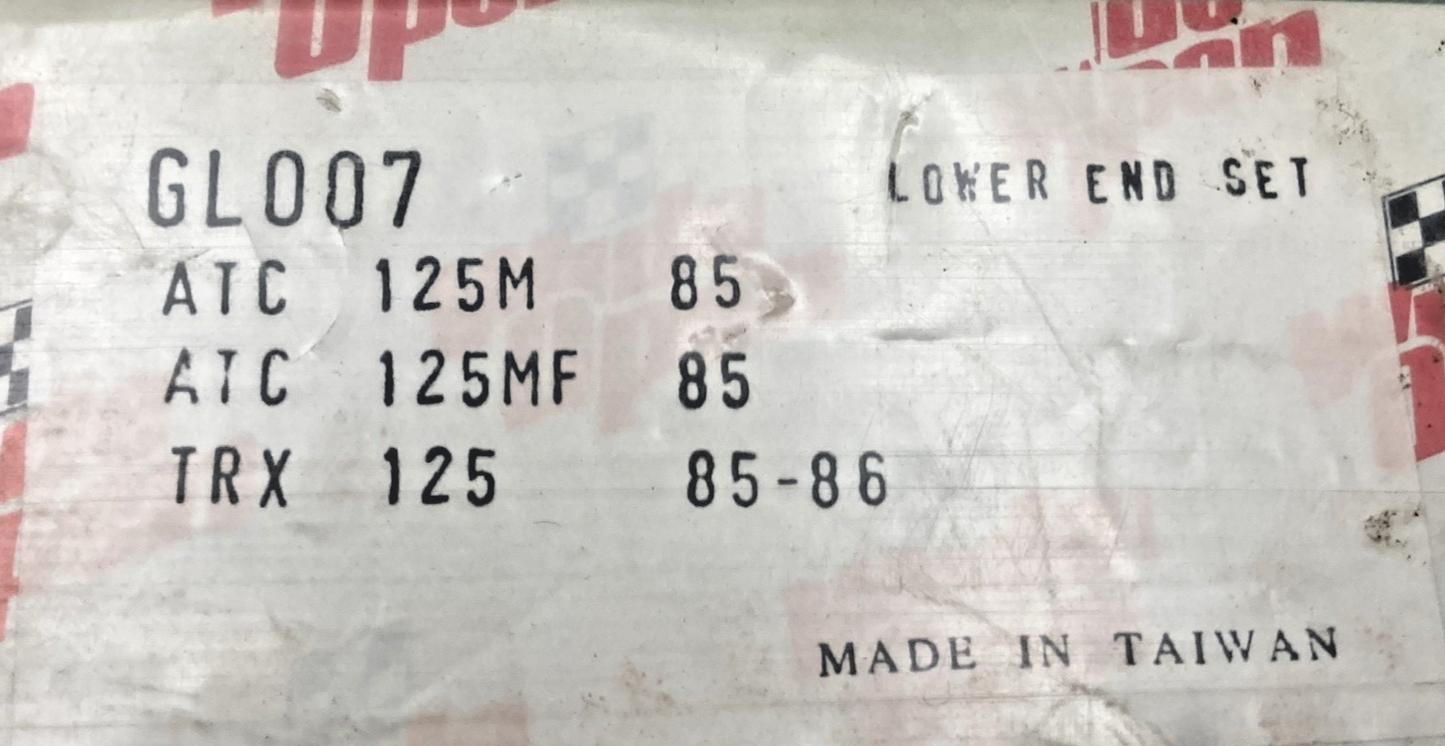 GL007 LOWER END SET
ATC 125M 85
ATC 125MF 85
TRX 125 85-86
MADE IN TAIWAN